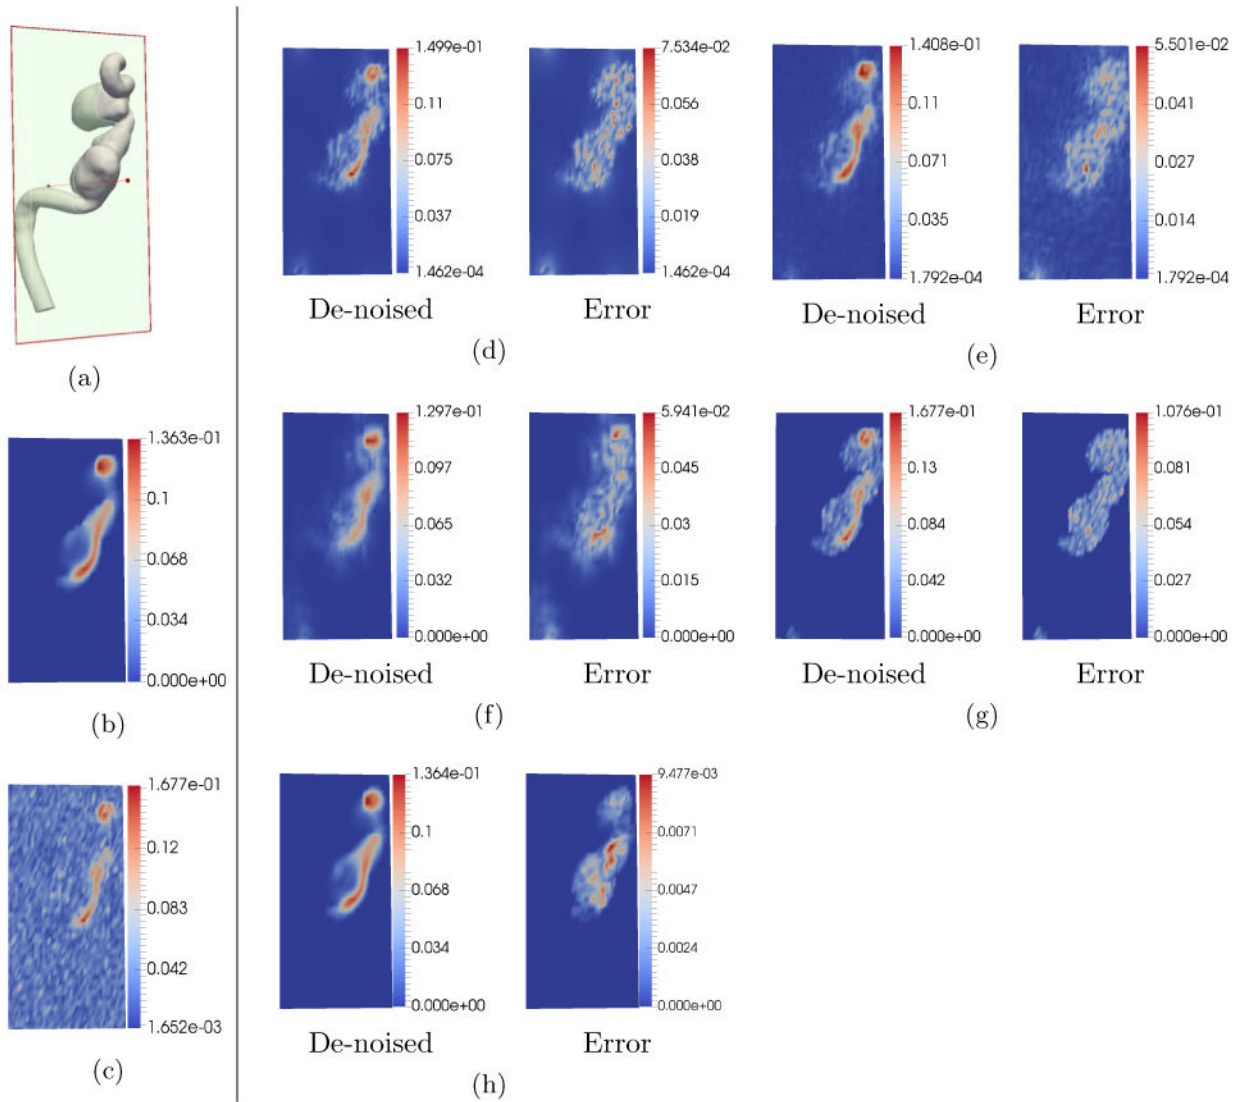 (a)
1.363e-01
0.1
0.068
0.034
0.000e+00
(b)
1.677e-01
0.12
0.083
0.042
1.652e-03
(c)
1.499e-01
0.11
0.075
0.037
1.462e-04
De-noised
7.534e-02
0.056
0.038
0.019
1.462e-04
Error
(d)
1.408e-01
0.11
0.071
0.035
1.792e-04
De-noised
5.501e-02
0.041
0.027
0.014
1.792e-04
Error
(e)
1.297e-01
0.097
0.065
0.032
0.000e+00
De-noised
5.941e-02
0.045
0.03
0.015
0.000e+00
Error
(f)
1.677e-01
0.13
0.084
0.042
0.000e+00
De-noised
1.076e-01
0.081
0.054
0.027
0.000e+00
Error
(g)
1.364e-01
0.1
0.068
0.034
0.000e+00
De-noised
9.477e-03
0.0071
0.0047
0.0024
0.000e+00
Error
(h)